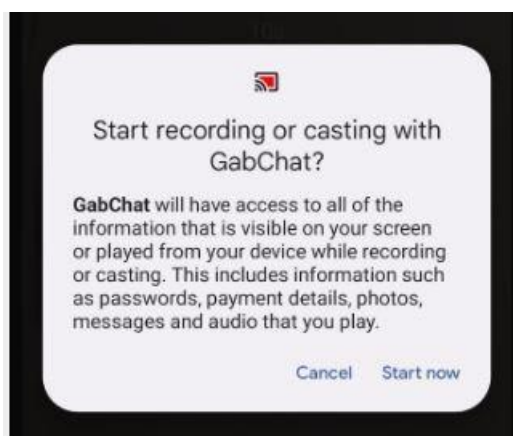 Start recording or casting with
GabChat?
GabChat will have access to all of the
information that is visible on your screen
or played from your device while recording
or casting. This includes information such
as passwords, payment details, photos,
messages and audio that you play.
Cancel Start now